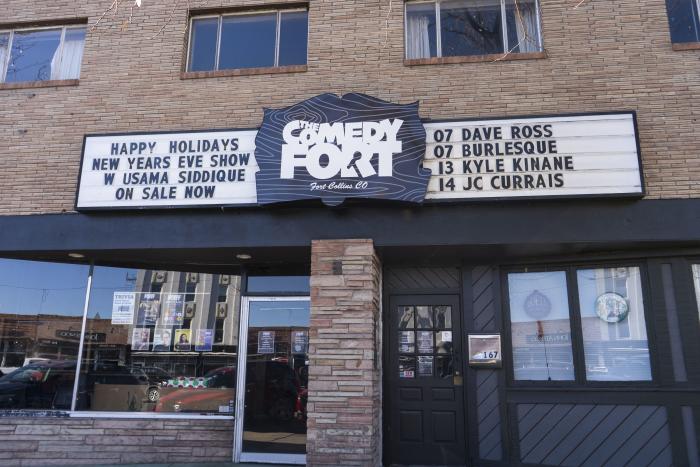 HAPPY HOLIDAYS
NEW YEARS EVE SHOW
W USAMA SIDDIQUE
ON SALE NOW
THE
COMEDY
FORT
Fort Collins, CO
07 DAVE ROSS
07 BURLESQUE
13 KYLE KINANE
14 JC CURRAIS
TRIVIA
167